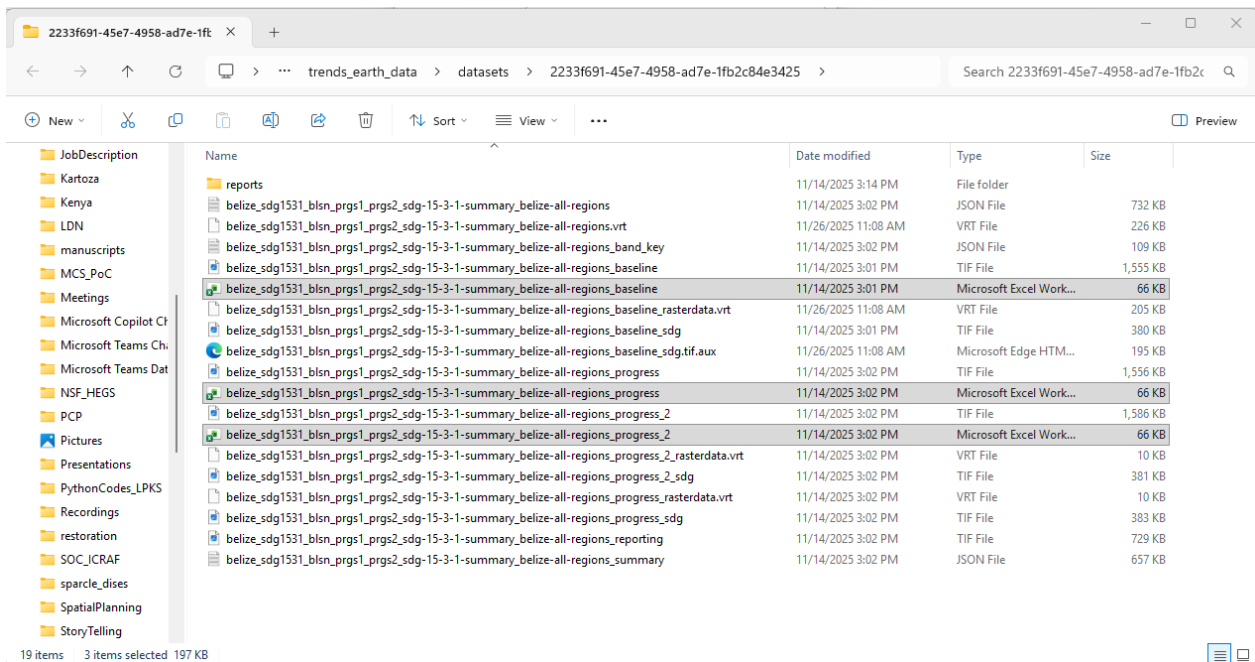 2233f691-45e7-4958-ad7e-1fb
trends_earth_data > datasets > 2233f691-45e7-4958-ad7e-1fb2c84e3425 > Search 2233f691-45e7-4958-ad7e-1fb2c
New Sort View ... Preview
Name Date modified Type Size
JobDescription
Kartoza
Kenya
LDN
manuscripts
MCS_PoC
Meetings
Microsoft Copilot Ch
Microsoft Teams Cha
Microsoft Teams Dat
NSF_HEGS
PCP
Pictures
Presentations
PythonCodes_LPKS
Recordings
restoration
SOC_ICRAF
sparcle_dises
SpatialPlanning
StoryTelling
reports 11/14/2025 3:14 PM File folder
belize_sdg1531_blsn_prgs1_prgs2_sdg-15-3-1-summary_belize-all-regions 11/14/2025 3:02 PM JSON File 732 KB
belize_sdg1531_blsn_prgs1_prgs2_sdg-15-3-1-summary_belize-all-regions.vrt 11/26/2025 11:08 AM VRT File 226 KB
belize_sdg1531_blsn_prgs1_prgs2_sdg-15-3-1-summary_belize-all-regions_band_key 11/14/2025 3:02 PM JSON File 109 KB
belize_sdg1531_blsn_prgs1_prgs2_sdg-15-3-1-summary_belize-all-regions_baseline 11/14/2025 3:01 PM TIF File 1,555 KB
belize_sdg1531_blsn_prgs1_prgs2_sdg-15-3-1-summary_belize-all-regions_baseline 11/14/2025 3:01 PM Microsoft Excel Work... 66 KB
belize_sdg1531_blsn_prgs1_prgs2_sdg-15-3-1-summary_belize-all-regions_baseline_rasterdata.vrt 11/26/2025 11:08 AM VRT File 205 KB
belize_sdg1531_blsn_prgs1_prgs2_sdg-15-3-1-summary_belize-all-regions_baseline_sdg 11/14/2025 3:01 PM TIF File 380 KB
belize_sdg1531_blsn_prgs1_prgs2_sdg-15-3-1-summary_belize-all-regions_baseline_sdg.tif.aux 11/26/2025 11:08 AM Microsoft Edge HTM... 195 KB
belize_sdg1531_blsn_prgs1_prgs2_sdg-15-3-1-summary_belize-all-regions_progress 11/14/2025 3:02 PM TIF File 1,556 KB
belize_sdg1531_blsn_prgs1_prgs2_sdg-15-3-1-summary_belize-all-regions_progress 11/14/2025 3:02 PM Microsoft Excel Work... 66 KB
belize_sdg1531_blsn_prgs1_prgs2_sdg-15-3-1-summary_belize-all-regions_progress_2 11/14/2025 3:02 PM TIF File 1,586 KB
belize_sdg1531_blsn_prgs1_prgs2_sdg-15-3-1-summary_belize-all-regions_progress_2 11/14/2025 3:02 PM Microsoft Excel Work... 66 KB
belize_sdg1531_blsn_prgs1_prgs2_sdg-15-3-1-summary_belize-all-regions_progress_2_rasterdata.vrt 11/14/2025 3:02 PM VRT File 10 KB
belize_sdg1531_blsn_prgs1_prgs2_sdg-15-3-1-summary_belize-all-regions_progress_2_sdg 11/14/2025 3:02 PM TIF File 381 KB
belize_sdg1531_blsn_prgs1_prgs2_sdg-15-3-1-summary_belize-all-regions_progress_rasterdata.vrt 11/14/2025 3:02 PM VRT File 10 KB
belize_sdg1531_blsn_prgs1_prgs2_sdg-15-3-1-summary_belize-all-regions_progress_sdg 11/14/2025 3:02 PM TIF File 383 KB
belize_sdg1531_blsn_prgs1_prgs2_sdg-15-3-1-summary_belize-all-regions_reporting 11/14/2025 3:02 PM TIF File 729 KB
belize_sdg1531_blsn_prgs1_prgs2_sdg-15-3-1-summary_belize-all-regions_summary 11/14/2025 3:02 PM JSON File 657 KB
19 items 3 items selected 197 KB